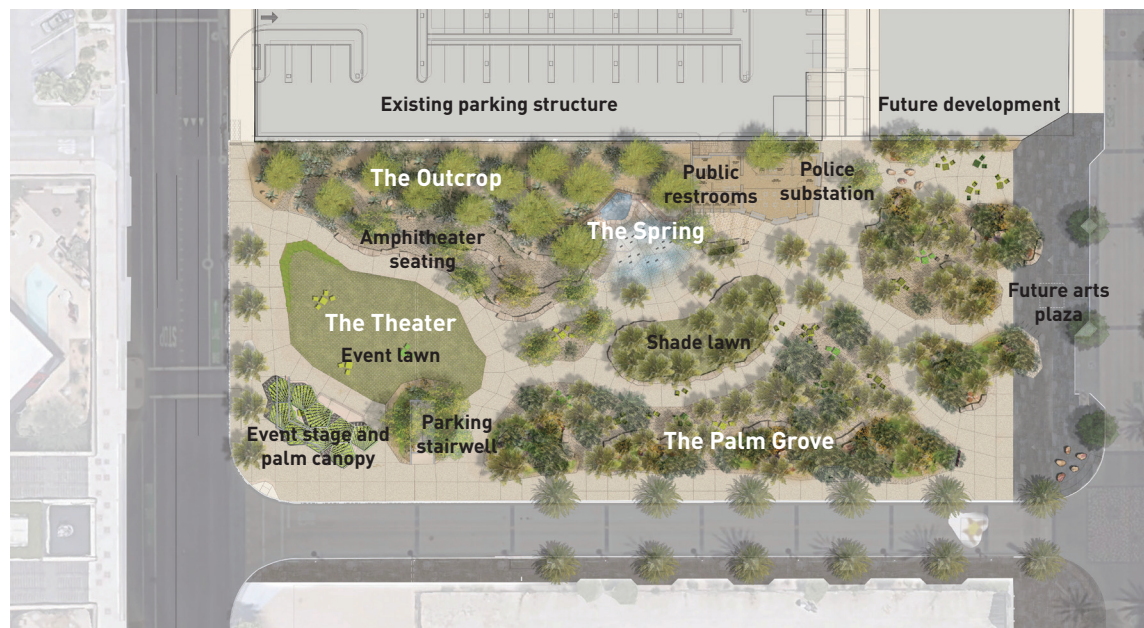 Existing parking structure
Future development
The Outcrop
Public
restrooms
Police
substation
The Spring
Amphitheater
seating
Future arts
plaza
The Theater
Event lawn
Shade lawn
Event stage and
palm canopy
Parking
stairwell
The Palm Grove
STOP